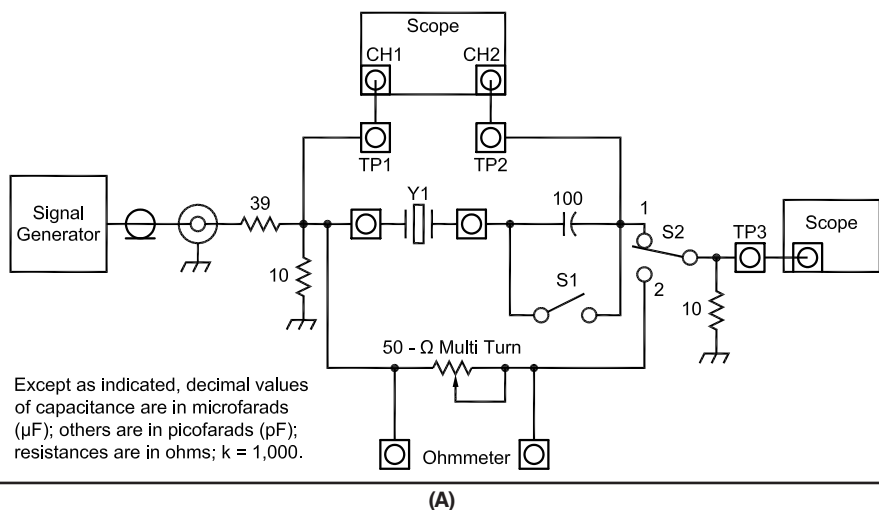 Scope
CH1
CH2
TP1
TP2
Signal
Generator
39
Y1
100
1
S2
TP3
Scope
10
S1
2
10
50 - Ω Multi Turn
Except as indicated, decimal values
of capacitance are in microfarads
(µF); others are in picofarads (pF);
resistances are in ohms; k = 1,000.
Ohmmeter
(A)